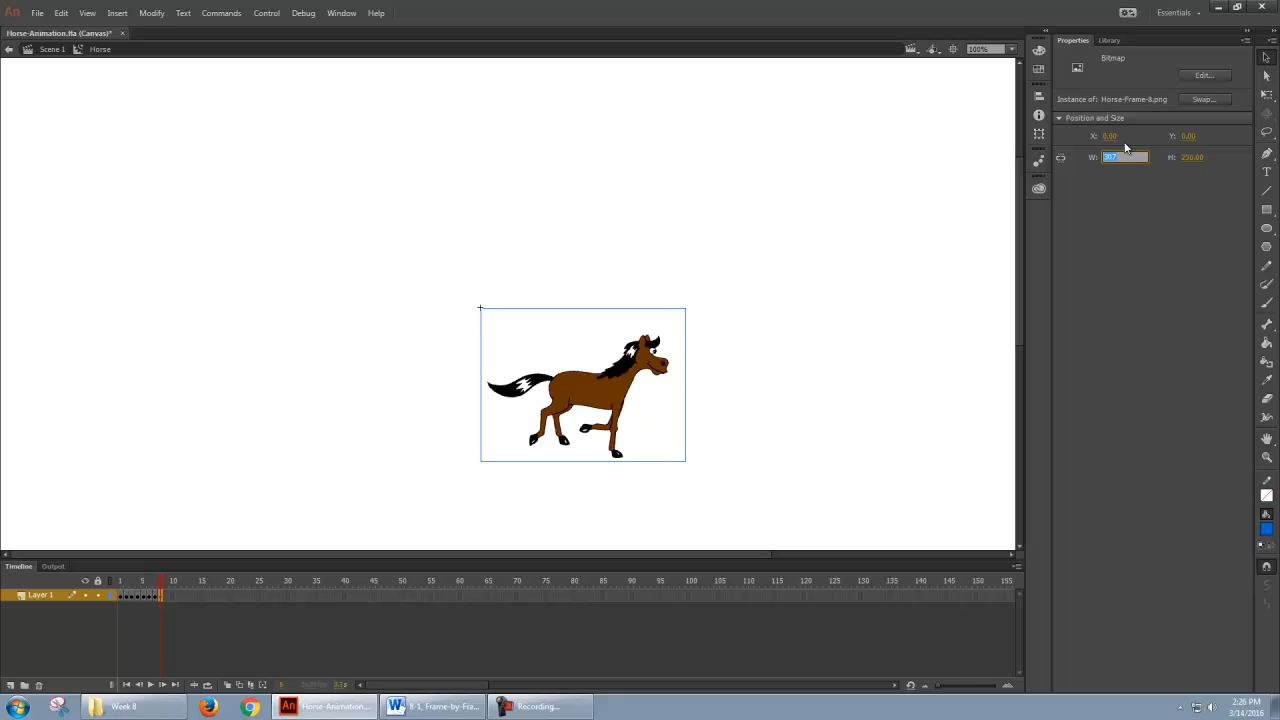 An File Edit View Insert Modify Text Commands Control Debug Window Help Essentials
Horse-Animation.fla (Canvas)* ×
Scene 1 Horse 100%
Properties Library
Bitmap
Edit...
Instance of: Horse-Frame-8.png Swap...
Position and Size
X: 0.00 Y: 0.00
W: 307 H: 230.00
Timeline Output
1 5 10 15 20 25 30 35 40 45 50 55 60 65 70 75 80 85 90 95 100 105 110 115 120 125 130 135 140 145 150 155
Layer 1
Week 8 An Horse-Animation.... 8-1, Frame-by-Fra... Recording...
2:26 PM
3/14/2016